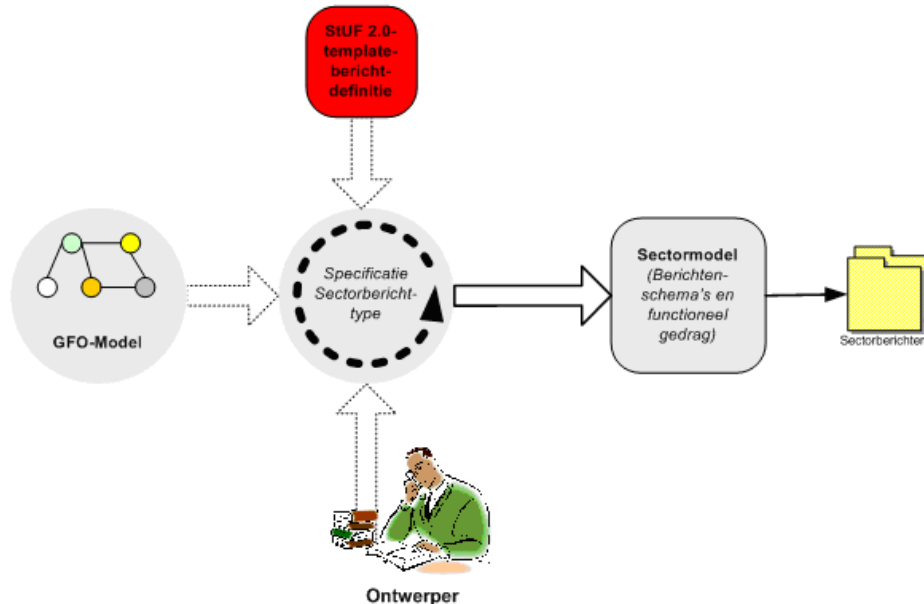 StUF 2.0-
template-
bericht-
definitie
Specificatie
Sectorbericht-
type
GFO-Model
Sectormodel
(Berichten-
schema's en
functioneel
gedrag)
Sectorberichten
Ontwerper